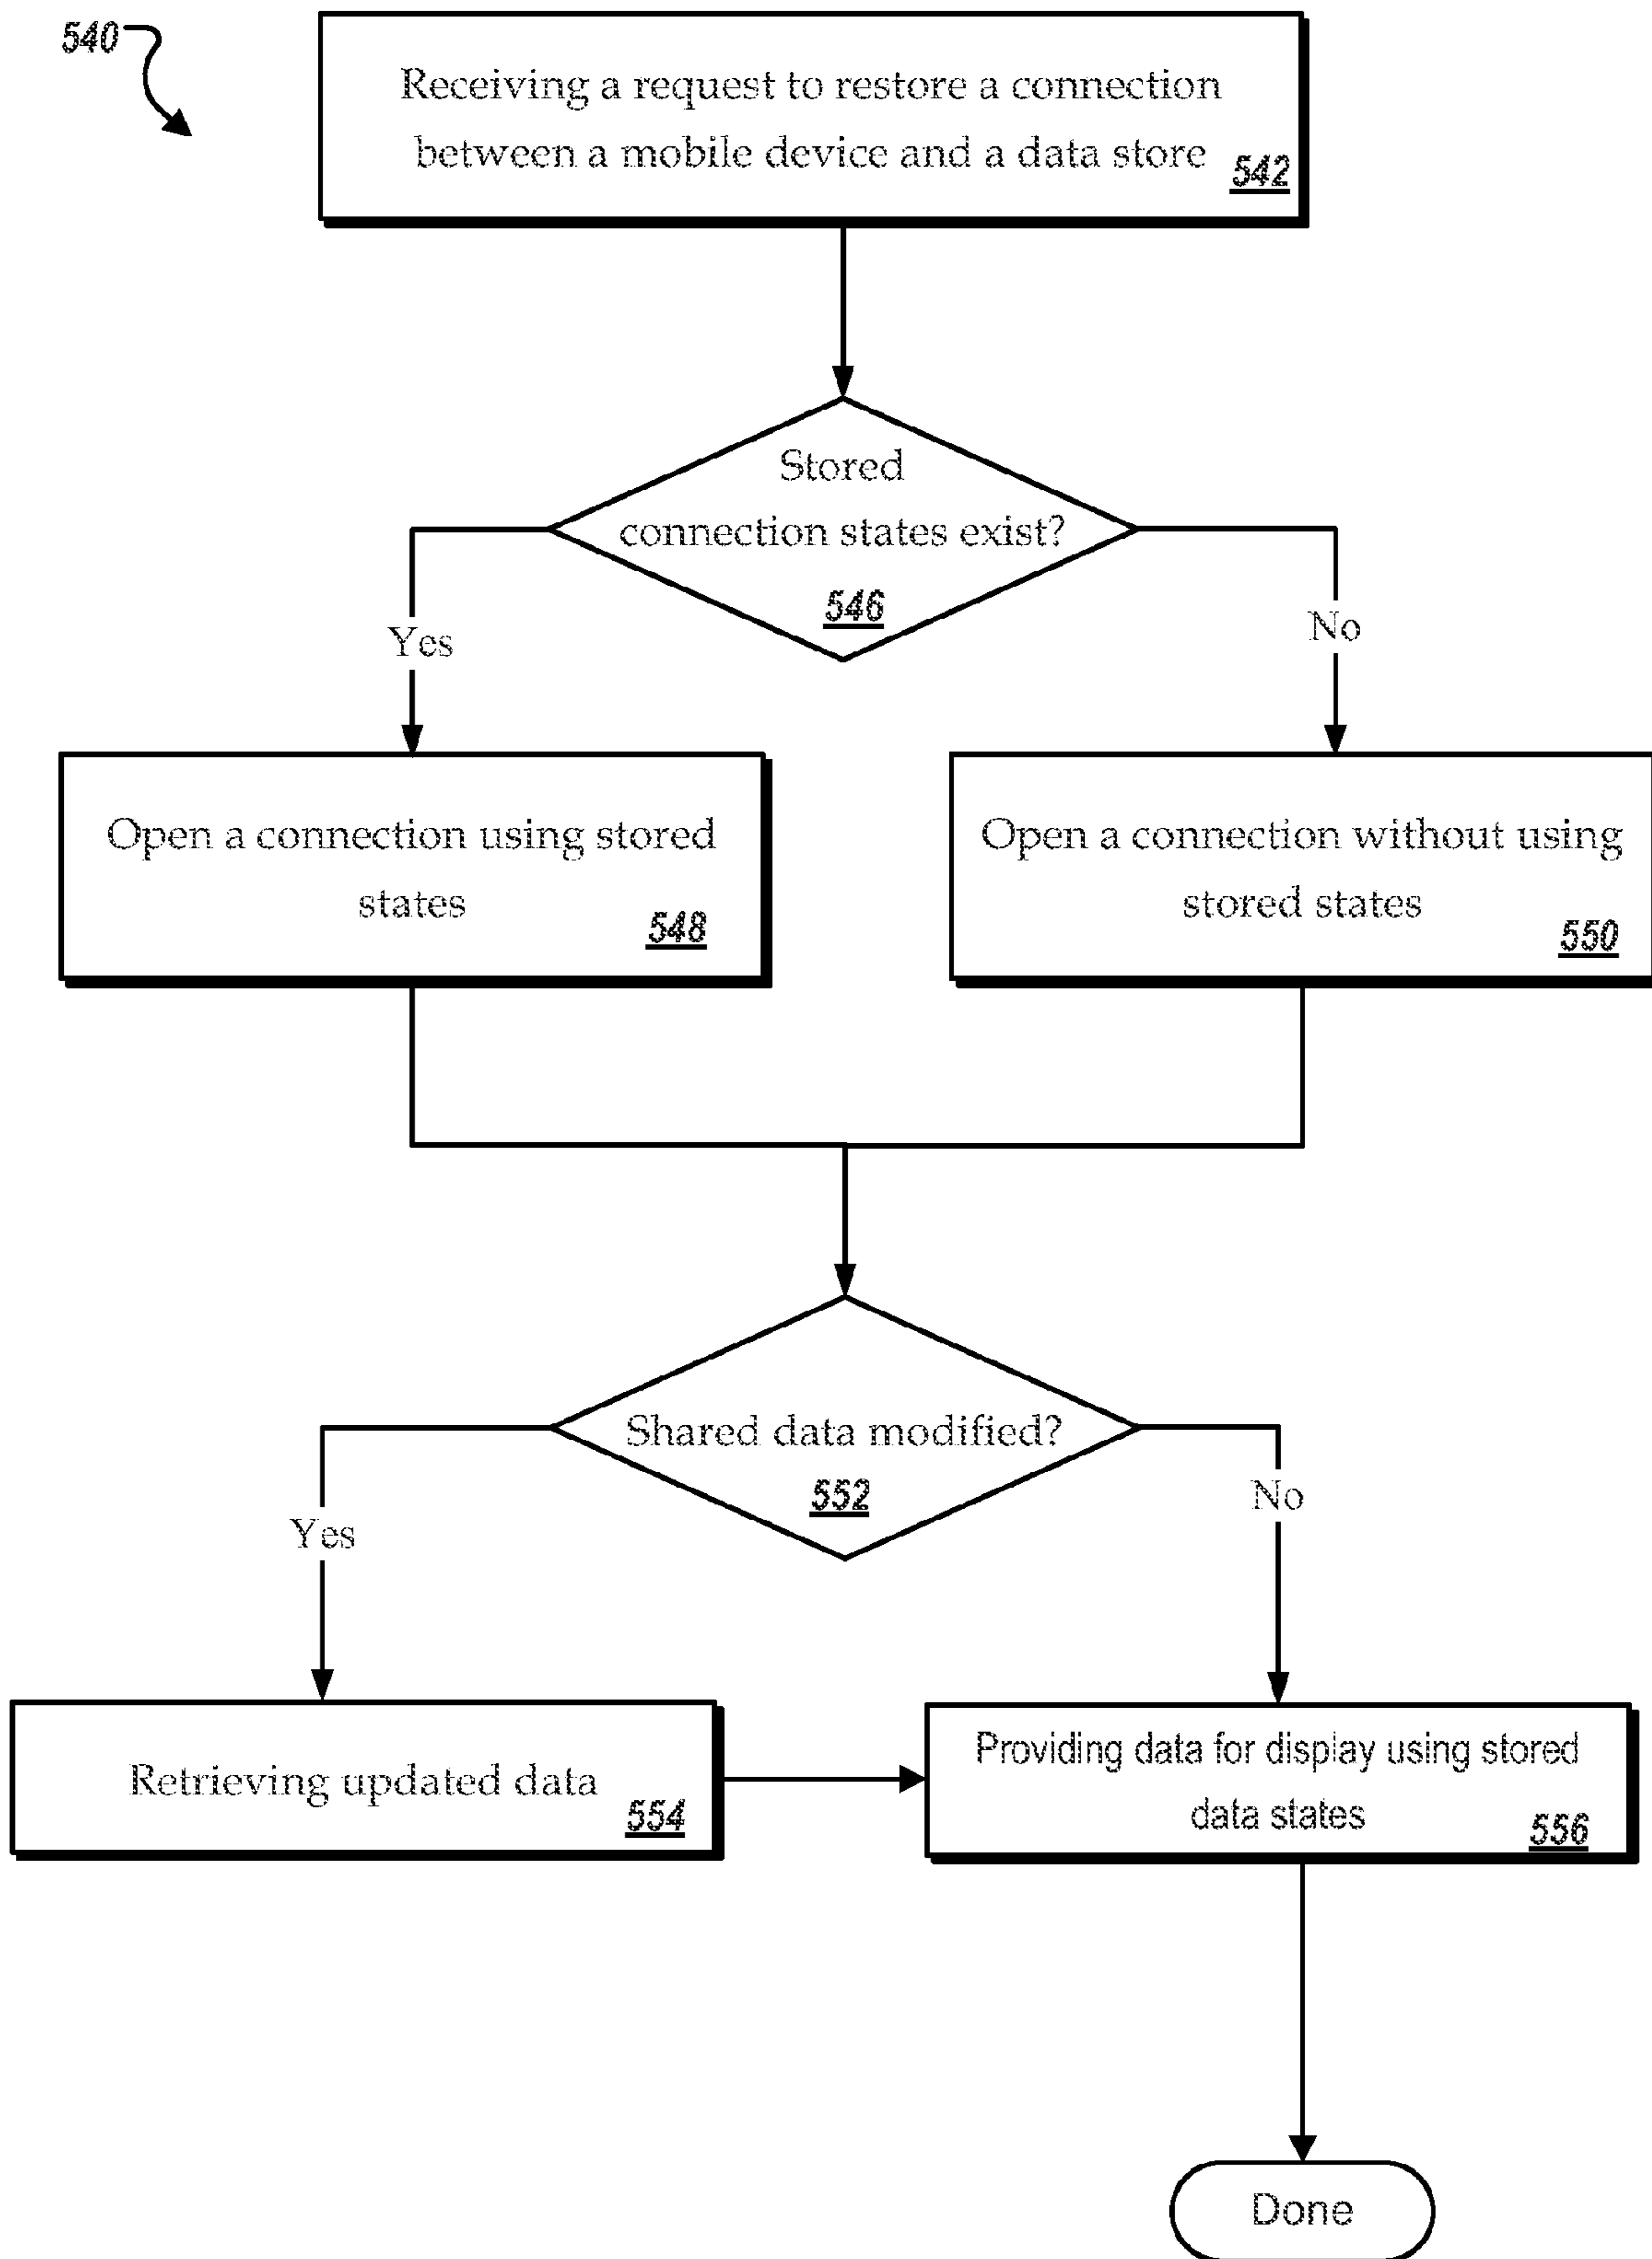 540
Receiving a request to restore a connection
between a mobile device and a data store
542
Stored
connection states exist?
546
Yes
No
Open a connection using stored
states
548
Open a connection without using
stored states
550
Shared data modified?
552
Yes
No
Retrieving updated data
554
Providing data for display using stored
data states
556
Done